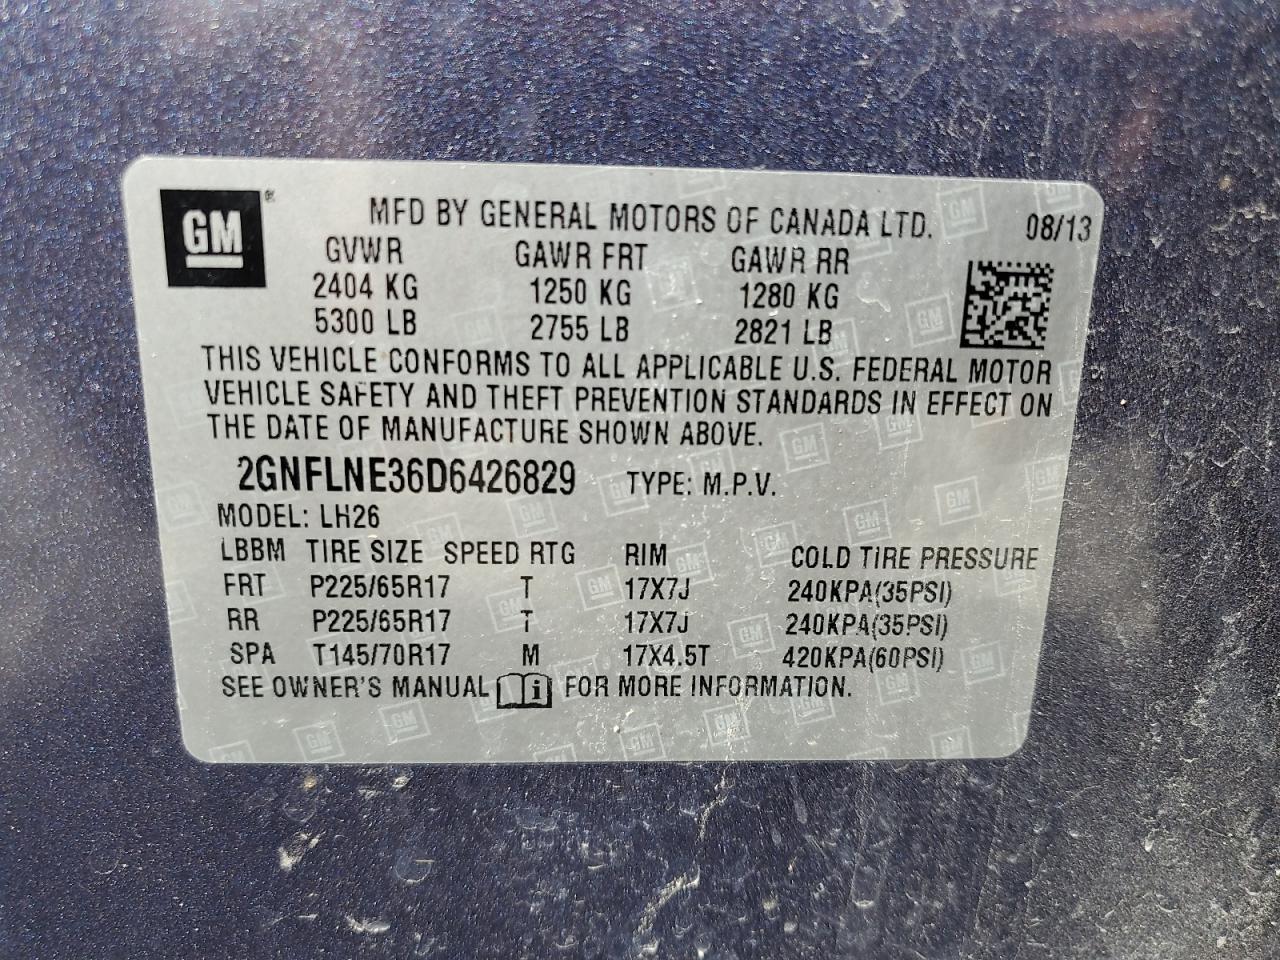 GM ® MFD BY GENERAL MOTORS OF CANADA LTD. 08/13
GVWR GAWR FRT GAWR RR
2404 KG 1250 KG 1280 KG
5300 LB 2755 LB 2821 LB
THIS VEHICLE CONFORMS TO ALL APPLICABLE U.S. FEDERAL MOTOR
VEHICLE SAFETY AND THEFT PREVENTION STANDARDS IN EFFECT ON
THE DATE OF MANUFACTURE SHOWN ABOVE.
2GNFLNE36D6426829 TYPE: M.P.V.
MODEL: LH26
LBBM TIRE SIZE SPEED RTG RIM COLD TIRE PRESSURE
FRT P225/65R17 T 17X7J 240KPA(35PSI)
RR P225/65R17 T 17X7J 240KPA(35PSI)
SPA T145/70R17 M 17X4.5T 420KPA(60PSI)
SEE OWNER'S MANUAL i FOR MORE INFORMATION.